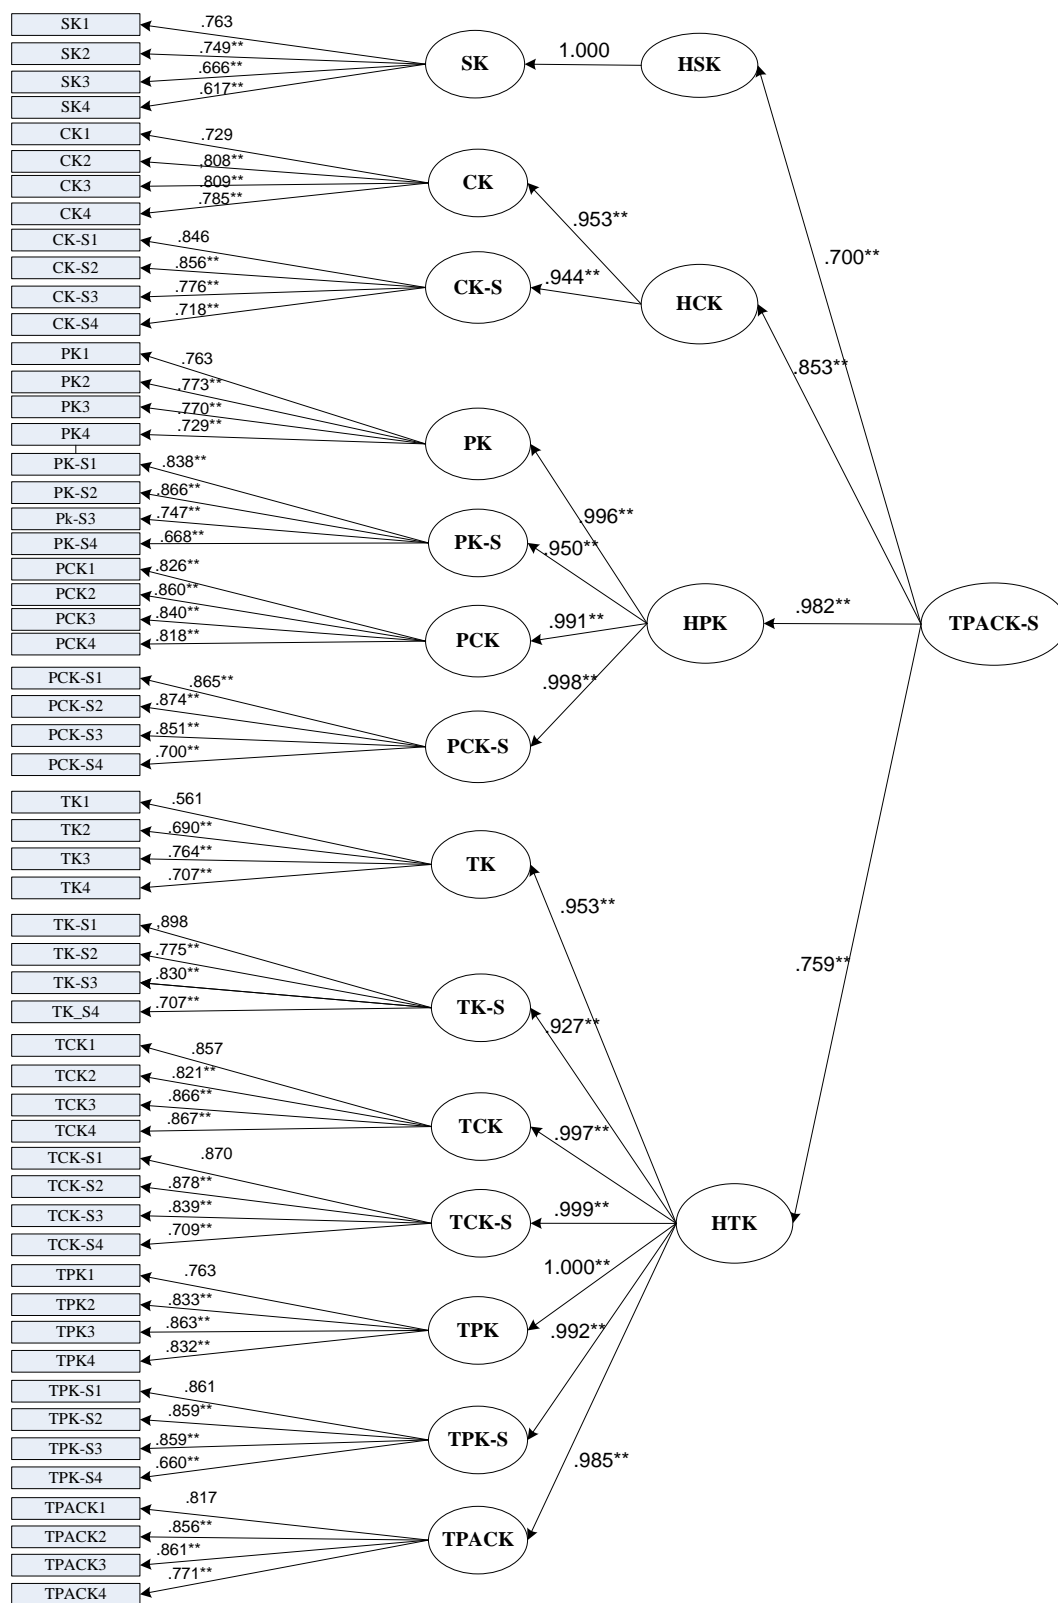 SK1
.763
SK2
.749**
SK3
.666**
SK4
.617**
SK
1.000
HSK
CK1
.729
CK2
,808**
CK3
.809**
CK4
.785**
CK
.953**
CK-S1
.846
CK-S2
.856**
CK-S3
.776**
CK-S4
.718**
CK-S
.944**
HCK
.700**
.853**
PK1
.763
PK2
.773**
PK3
.770**
PK4
.729**
PK
.996**
PK-S1
.838**
PK-S2
.866**
Pk-S3
.747**
PK-S4
.668**
PK-S
.950**
PCK1
.826**
PCK2
.860**
PCK3
.840**
PCK4
.818**
PCK
.991**
HPK
.982**
TPACK-S
PCK-S1
.865**
PCK-S2
.874**
PCK-S3
.851**
PCK-S4
.700**
PCK-S
.998**
TK1
.561
TK2
.690**
TK3
.764**
TK4
.707**
TK
.953**
.759**
TK-S1
,898
TK-S2
.775**
TK-S3
.830**
TK_S4
.707**
TK-S
.927**
TCK1
.857
TCK2
.821**
TCK3
.866**
TCK4
.867**
TCK
.997**
TCK-S1
.870
TCK-S2
.878**
TCK-S3
.839**
TCK-S4
.709**
TCK-S
.999**
HTK
TPK1
.763
TPK2
.833**
TPK3
.863**
TPK4
.832**
TPK
1.000**
TPK-S1
.861
TPK-S2
.859**
TPK-S3
.859**
TPK-S4
.660**
TPK-S
.992**
TPACK1
.817
TPACK2
.856**
TPACK3
.861**
TPACK4
.771**
TPACK
.985**